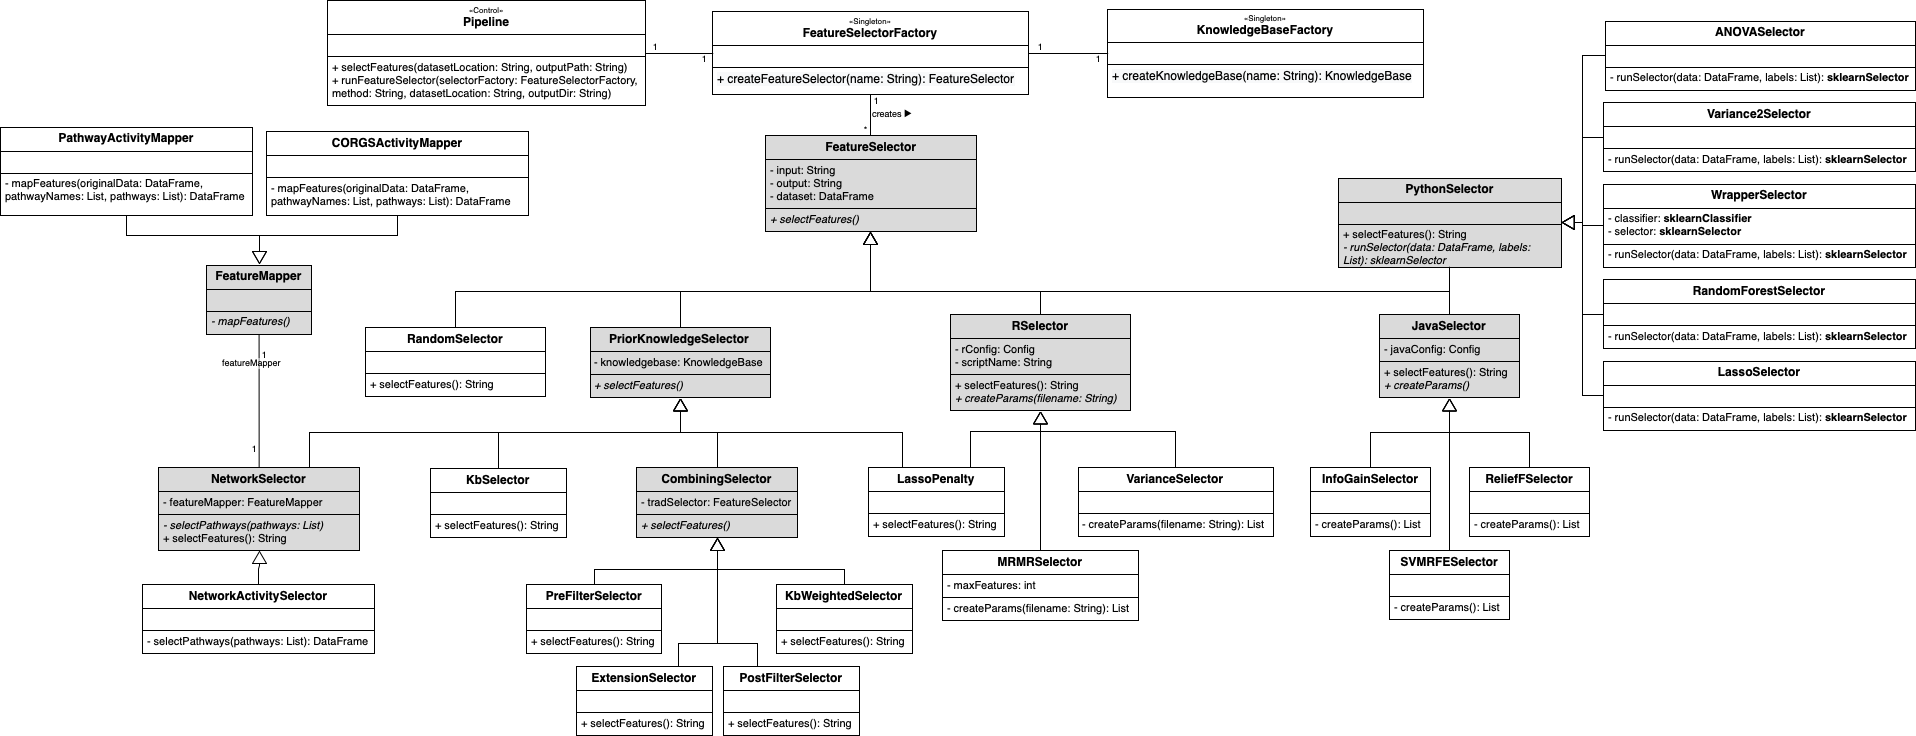 «Control»
Pipeline
+ selectFeatures(datasetLocation: String, outputPath: String)
+ runFeatureSelector(selectorFactory: FeatureSelectorFactory,
method: String, datasetLocation: String, outputDir: String)
1
1
«Singleton»
FeatureSelectorFactory
+ createFeatureSelector(name: String): FeatureSelector
1
1
«Singleton»
KnowledgeBaseFactory
+ createKnowledgeBase(name: String): KnowledgeBase
1
creates ▶
*
ANOVASelector
- runSelector(data: DataFrame, labels: List): sklearnSelector
Variance2Selector
- runSelector(data: DataFrame, labels: List): sklearnSelector
WrapperSelector
- classifier: sklearnClassifier
- selector: sklearnSelector
- runSelector(data: DataFrame, labels: List): sklearnSelector
RandomForestSelector
- runSelector(data: DataFrame, labels: List): sklearnSelector
LassoSelector
- runSelector(data: DataFrame, labels: List): sklearnSelector
PathwayActivityMapper
- mapFeatures(originalData: DataFrame,
pathwayNames: List, pathways: List): DataFrame
CORGSActivityMapper
- mapFeatures(originalData: DataFrame,
pathwayNames: List, pathways: List): DataFrame
FeatureSelector
- input: String
- output: String
- dataset: DataFrame
+ selectFeatures()
PythonSelector
+ selectFeatures(): String
- runSelector(data: DataFrame, labels:
List): sklearnSelector
FeatureMapper
- mapFeatures()
1
featureMapper
1
RandomSelector
+ selectFeatures(): String
PriorKnowledgeSelector
- knowledgebase: KnowledgeBase
+ selectFeatures()
RSelector
- rConfig: Config
- scriptName: String
+ selectFeatures(): String
+ createParams(filename: String)
JavaSelector
- javaConfig: Config
+ selectFeatures(): String
+ createParams()
NetworkSelector
- featureMapper: FeatureMapper
- selectPathways(pathways: List)
+ selectFeatures(): String
KbSelector
+ selectFeatures(): String
CombiningSelector
- tradSelector: FeatureSelector
+ selectFeatures()
LassoPenalty
+ selectFeatures(): String
VarianceSelector
- createParams(filename: String): List
InfoGainSelector
- createParams(): List
ReliefFSelector
- createParams(): List
MRMRSelector
- maxFeatures: int
- createParams(filename: String): List
SVMRFESelector
- createParams(): List
NetworkActivitySelector
- selectPathways(pathways: List): DataFrame
PreFilterSelector
+ selectFeatures(): String
KbWeightedSelector
+ selectFeatures(): String
ExtensionSelector
+ selectFeatures(): String
PostFilterSelector
+ selectFeatures(): String